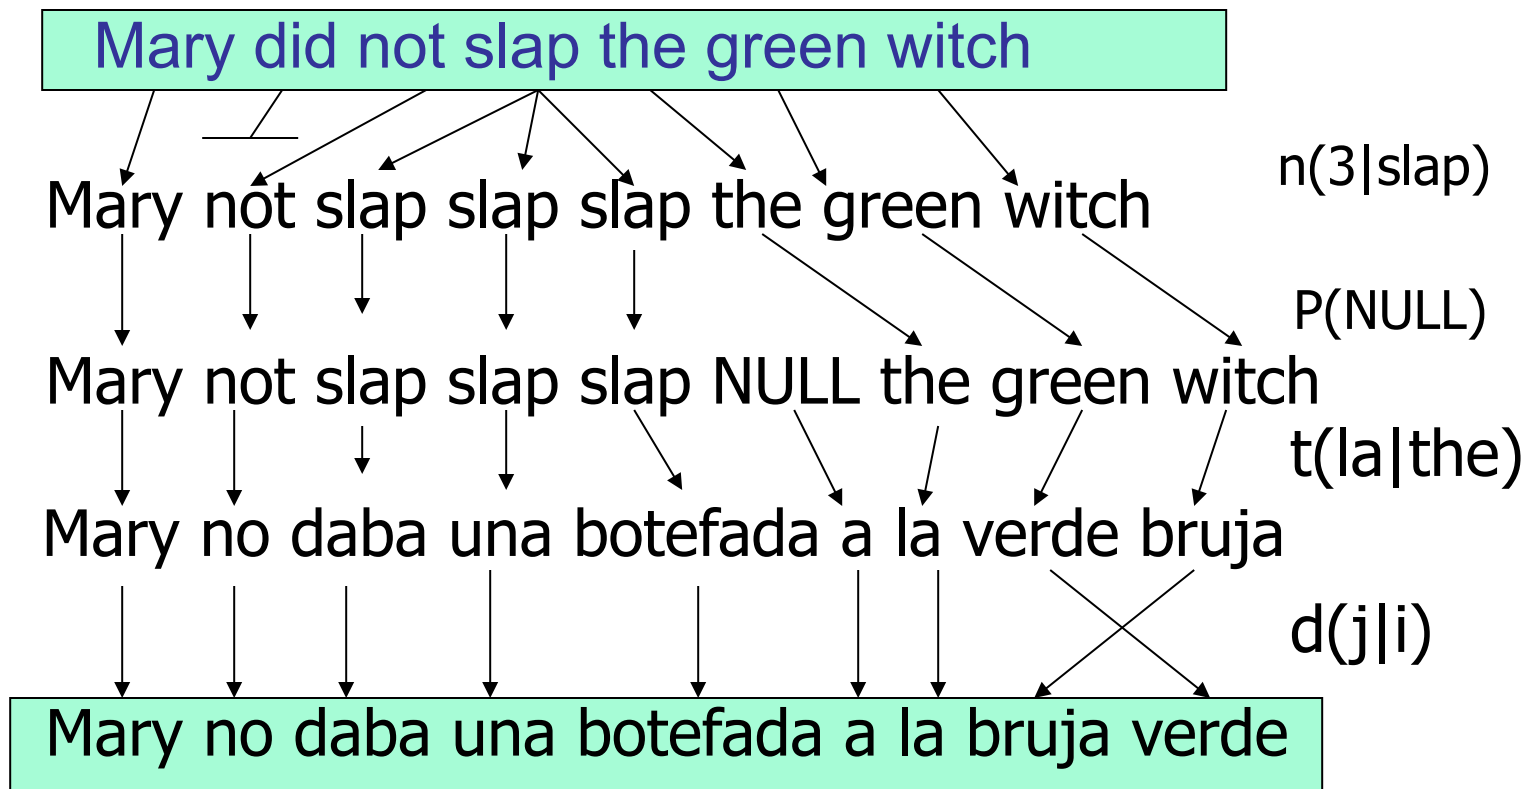 Mary did not slap the green witch
n(3|slap)
Mary not slap slap slap the green witch
P(NULL)
Mary not slap slap slap NULL the green witch
t(la|the)
Mary no daba una botefada a la verde bruja
d(j|i)
Mary no daba una botefada a la bruja verde